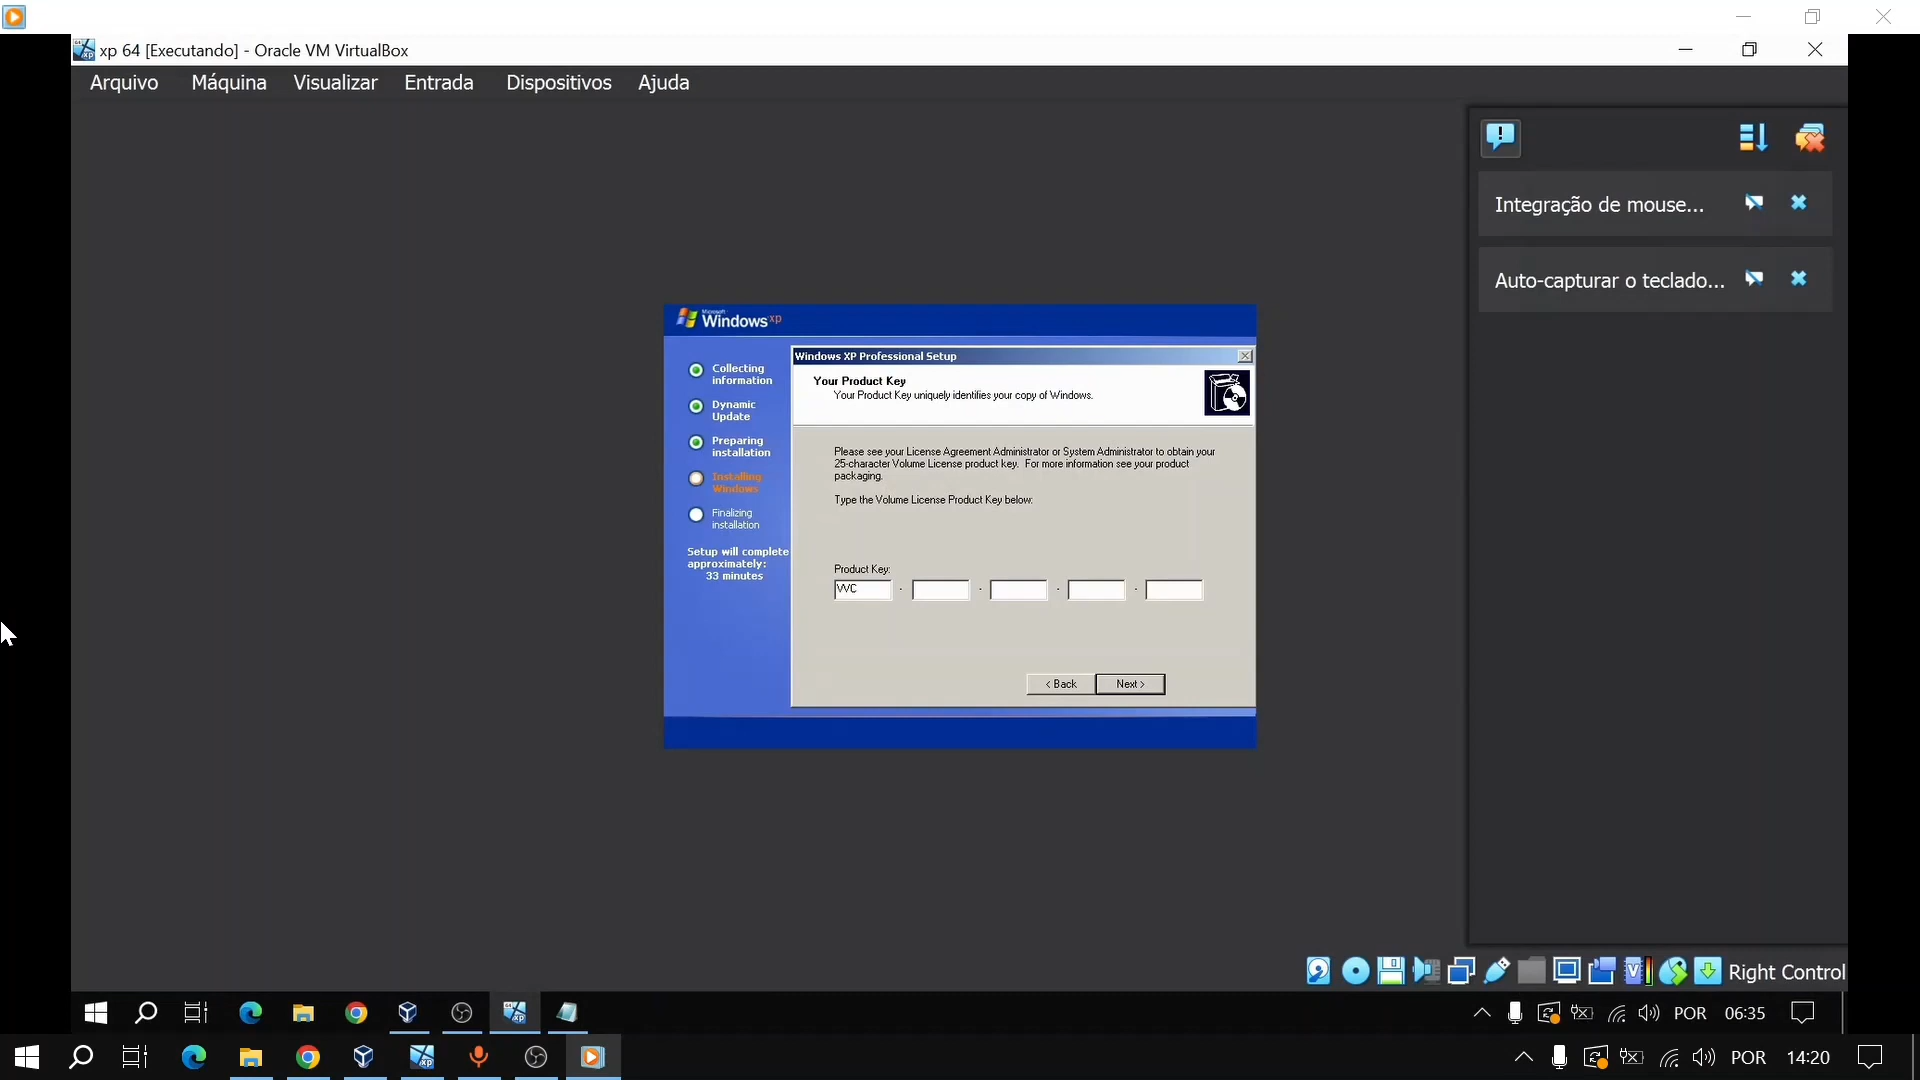 xp 64 [Executando] - Oracle VM VirtualBox
Arquivo Máquina Visualizar Entrada Dispositivos Ajuda
Integração de mouse...
Auto-capturar o teclado...
Microsoft
Windows xp
Collecting
information
Dynamic
Update
Preparing
installation
Installing
Windows
Finalizing
installation
Setup will complete
approximately:
33 minutes
Windows XP Professional Setup
Your Product Key
Your Product Key uniquely identifies your copy of Windows.
Please see your License Agreement Administrator or System Administrator to obtain your
25-character Volume License product key. For more information see your product
packaging.
Type the Volume License Product Key below:
Product Key:
VVC - - - -
< Back Next >
Right Control
POR 06:35
POR 14:20